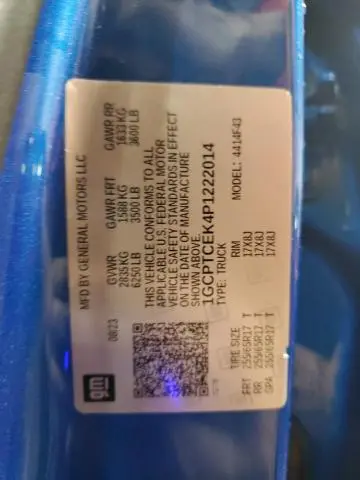 gm
MFD BY GENERAL MOTORS LLC
08/23
GVWR GAWR FRT GAWR RR
2835 KG 1588 KG 1633 KG
6250 LB 3500 LB 3600 LB
THIS VEHICLE CONFORMS TO ALL
APPLICABLE U.S. FEDERAL MOTOR
VEHICLE SAFETY STANDARDS IN EFFECT
ON THE DATE OF MANUFACTURE
SHOWN ABOVE.
1GCPTCEK4P1222014
TYPE: TRUCK MODEL: 4414F43
TIRE SIZE RIM
FRT 255/65R17 T 17X8J
RR 255/65R17 T 17X8J
SPA 255/65R17 T 17X8J